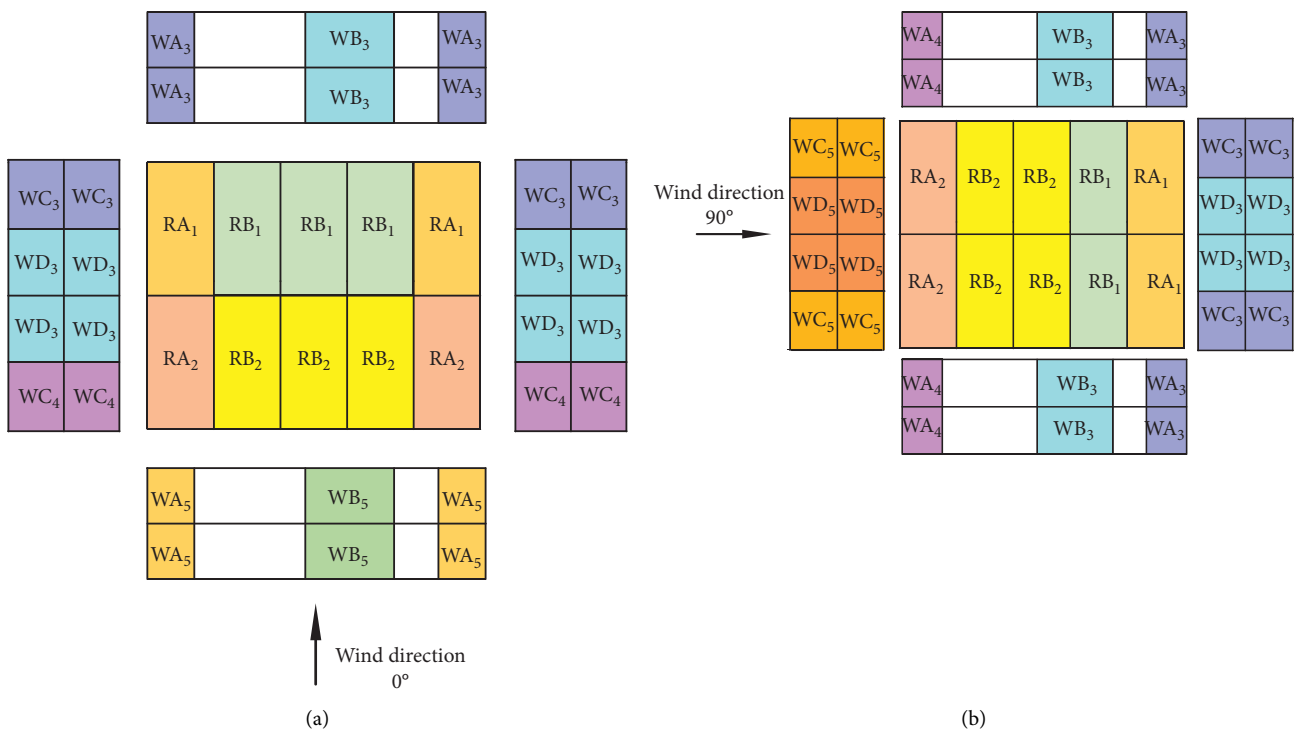 WA₃ WB₃ WA₃
WA₃ WB₃ WA₃
WC₃ WC₃ RA₁ RB₁ RB₁ RB₁ RA₁ WC₃ WC₃
WD₃ WD₃ WD₃ WD₃
WD₃ WD₃ RA₂ RB₂ RB₂ RB₂ RA₂ WD₃ WD₃
WC₄ WC₄ WC₄ WC₄
WA₅ WB₅ WA₅
WA₅ WB₅ WA₅
Wind direction
0°
(a)
WA₄ WB₃ WA₃
WA₄ WB₃ WA₃
Wind direction
90°
WC₅ WC₅ RA₂ RB₂ RB₂ RB₁ RA₁ WC₃ WC₃
WD₅ WD₅ WD₃ WD₃
WD₅ WD₅ RA₂ RB₂ RB₂ RB₁ RA₁ WD₃ WD₃
WC₅ WC₅ WC₃ WC₃
WA₄ WB₃ WA₃
WA₄ WB₃ WA₃
(b)